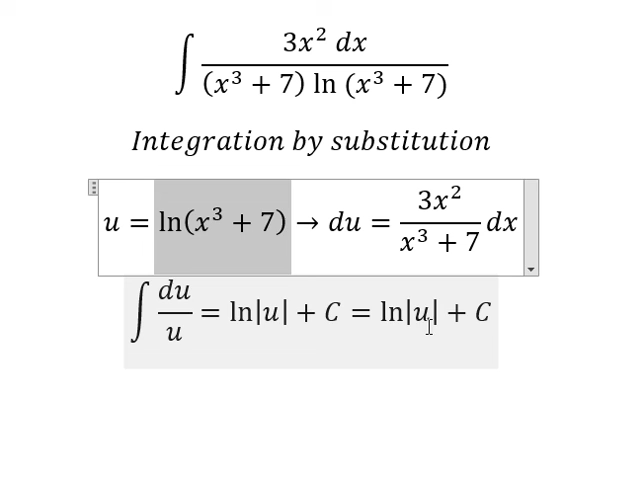 ∫ 3x² dx / (x³ + 7) ln (x³ + 7)
Integration by substitution
u = ln(x³ + 7) → du = 3x² / x³ + 7 dx
∫ du / u = ln|u| + C = ln|u| + C